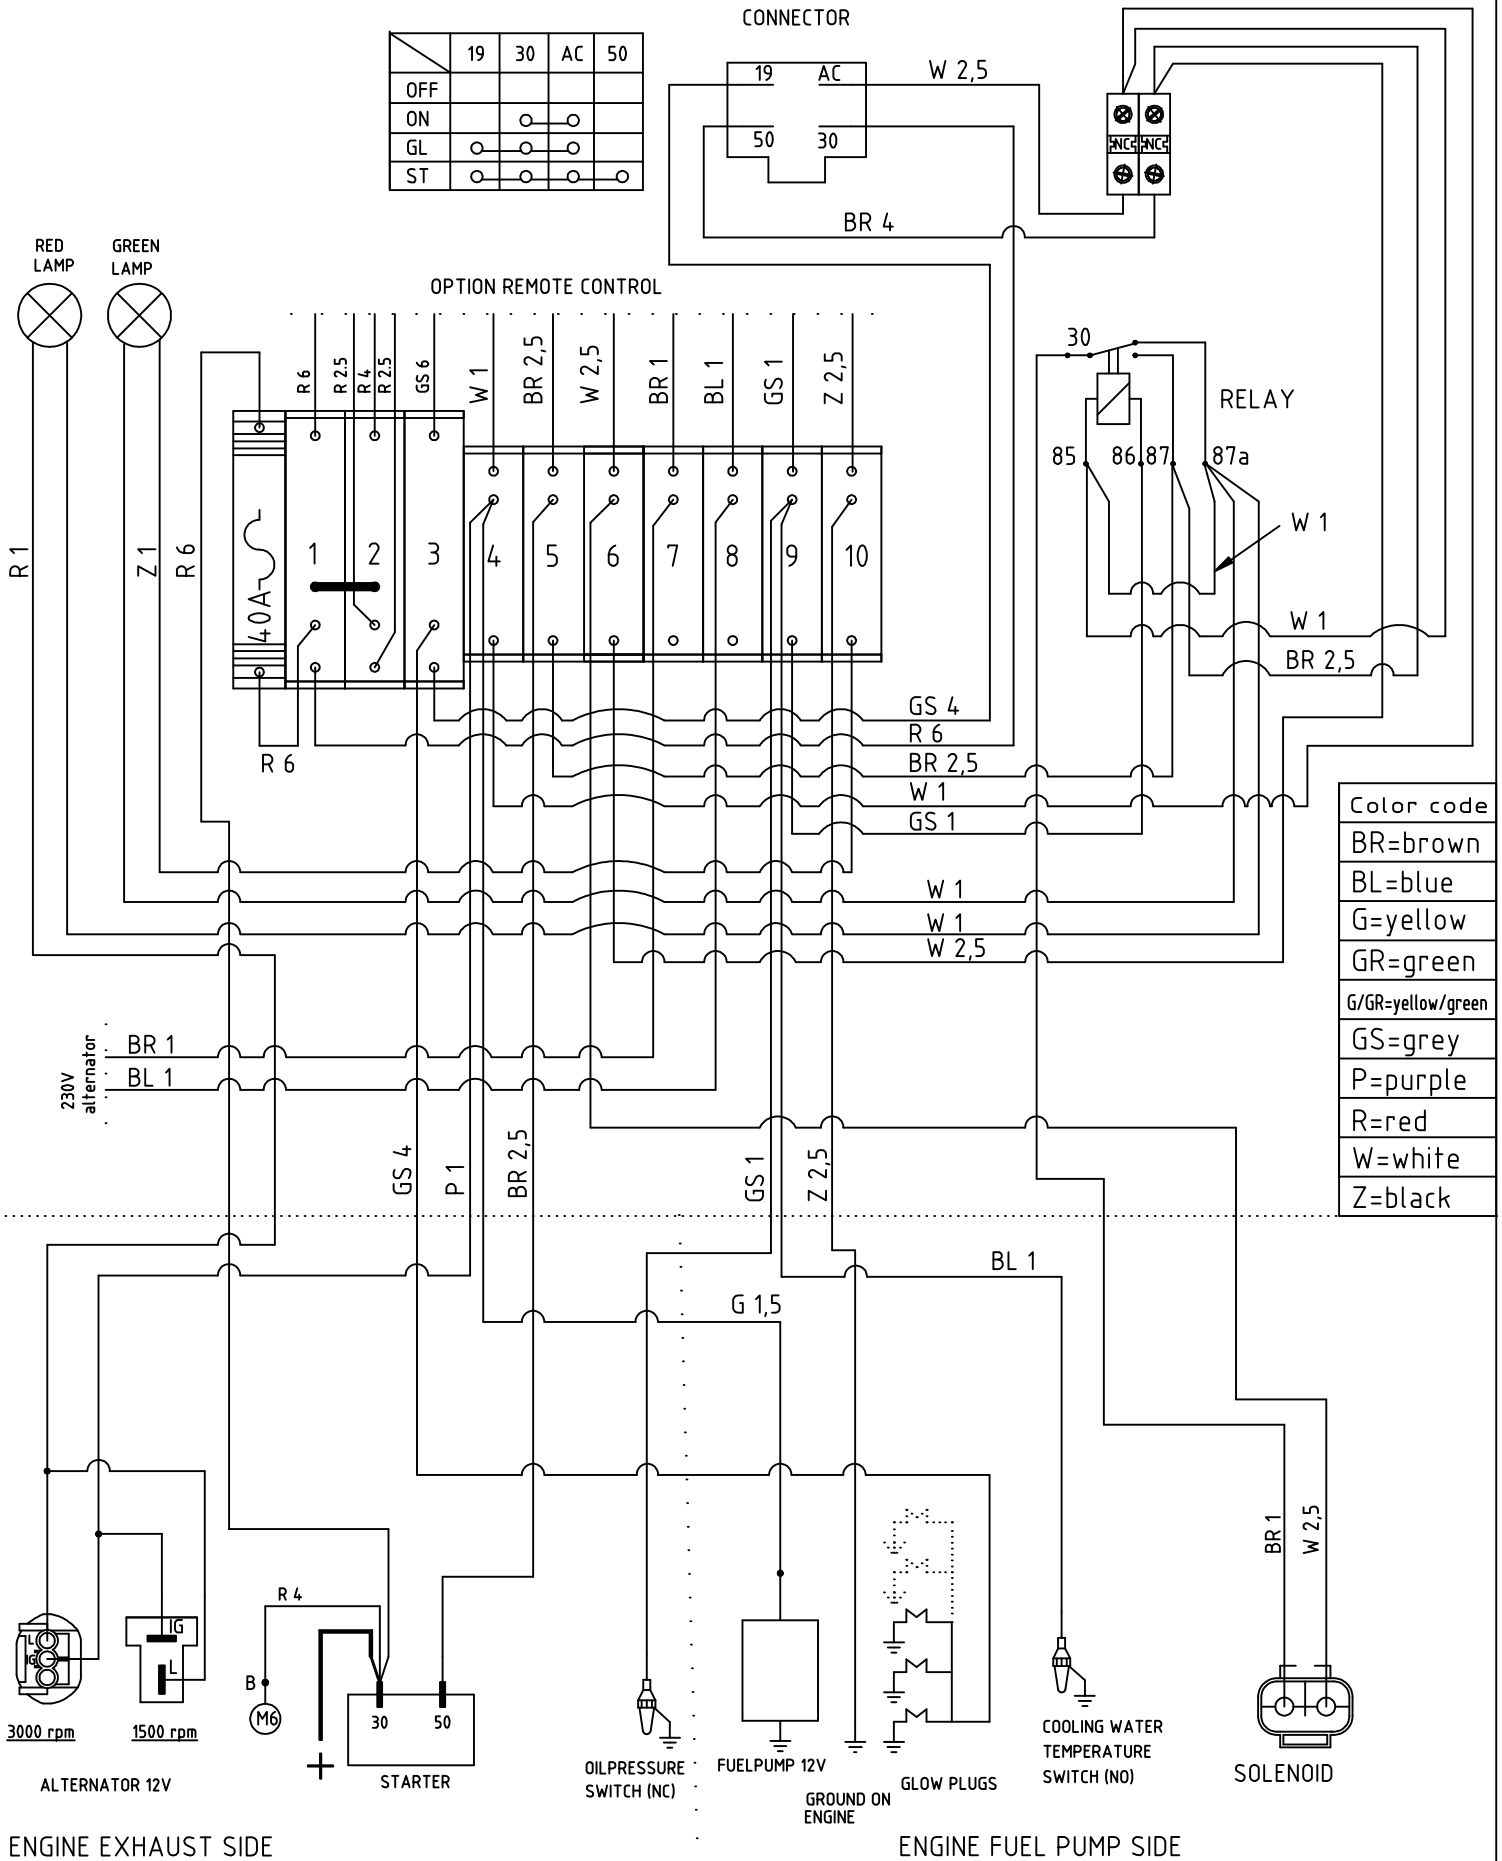 CONNECTOR
19 30 AC 50
OFF
ON
GL
ST
19 AC
50 30
W 2,5
BR 4
NC NC
RED
LAMP
GREEN
LAMP
OPTION REMOTE CONTROL
R 6
R 2.5
R 4
R 2.5
GS 6
W 1
BR 2,5
W 2,5
BR 1
BL 1
GS 1
Z 2,5
30
RELAY
85 86 87 87a
W 1
R 1
Z 1
R 6
40A
1 2 3 4 5 6 7 8 9 10
W 1
BR 2,5
GS 4
R 6
R 6
BR 2,5
W 1
GS 1
W 1
W 1
W 2,5
Color code
BR=brown
BL=blue
G=yellow
GR=green
G/GR=yellow/green
GS=grey
P=purple
R=red
W=white
Z=black
230V
alternator
BR 1
BL 1
GS 4
P 1
BR 2,5
GS 1
Z 2,5
BL 1
G 1,5
BR 1
W 2,5
R 4
L
IG
IG
L
B
M6
30 50
+
3000 rpm
1500 rpm
ALTERNATOR 12V
STARTER
OILPRESSURE
SWITCH (NC)
FUELPUMP 12V
GROUND ON
ENGINE
GLOW PLUGS
COOLING WATER
TEMPERATURE
SWITCH (NO)
SOLENOID
ENGINE EXHAUST SIDE
ENGINE FUEL PUMP SIDE